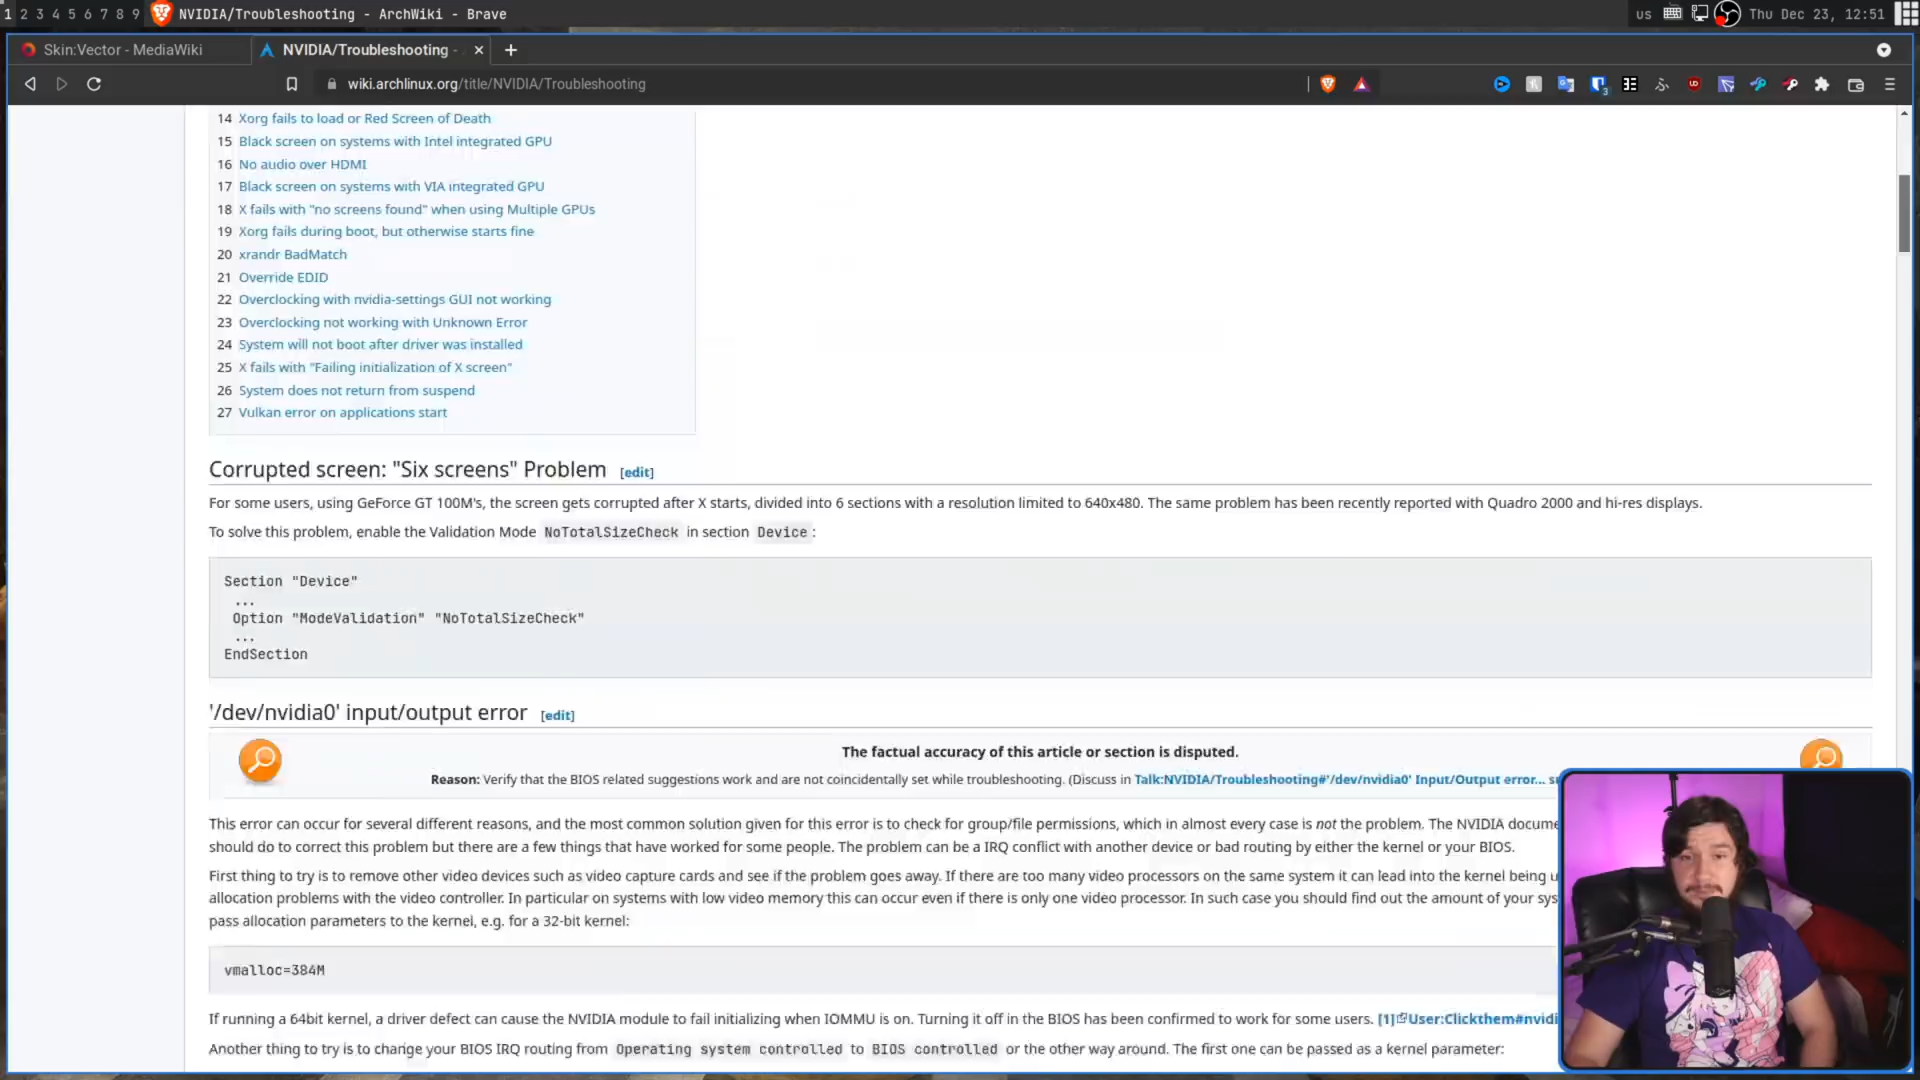 1 2 3 4 5 6 7 8 9 NVIDIA/Troubleshooting - ArchWiki - Brave us Thu Dec 23, 12:51
Skin:Vector - MediaWiki NVIDIA/Troubleshooting -
wiki.archlinux.org/title/NVIDIA/Troubleshooting
14 Xorg fails to load or Red Screen of Death
15 Black screen on systems with Intel integrated GPU
16 No audio over HDMI
17 Black screen on systems with VIA integrated GPU
18 X fails with "no screens found" when using Multiple GPUs
19 Xorg fails during boot, but otherwise starts fine
20 xrandr BadMatch
21 Override EDID
22 Overclocking with nvidia-settings GUI not working
23 Overclocking not working with Unknown Error
24 System will not boot after driver was installed
25 X fails with "Failing initialization of X screen"
26 System does not return from suspend
27 Vulkan error on applications start
Corrupted screen: "Six screens" Problem [edit]
For some users, using GeForce GT 100M's, the screen gets corrupted after X starts, divided into 6 sections with a resolution limited to 640x480. The same problem has been recently reported with Quadro 2000 and hi-res displays.
To solve this problem, enable the Validation Mode NoTotalSizeCheck in section Device:
Section "Device"
...
Option "ModeValidation" "NoTotalSizeCheck"
...
EndSection
'/dev/nvidia0' input/output error [edit]
The factual accuracy of this article or section is disputed.
Reason: Verify that the BIOS related suggestions work and are not coincidentally set while troubleshooting. (Discuss in Talk:NVIDIA/Troubleshooting#'/dev/nvidia0' Input/Output error...
This error can occur for several different reasons, and the most common solution given for this error is to check for group/file permissions, which in almost every case is not the problem. The NVIDIA docume
should do to correct this problem but there are a few things that have worked for some people. The problem can be a IRQ conflict with another device or bad routing by either the kernel or your BIOS.
First thing to try is to remove other video devices such as video capture cards and see if the problem goes away. If there are too many video processors on the same system it can lead into the kernel being u
allocation problems with the video controller. In particular on systems with low video memory this can occur even if there is only one video processor. In such case you should find out the amount of your sys
pass allocation parameters to the kernel, e.g. for a 32-bit kernel:
vmalloc=384M
If running a 64bit kernel, a driver defect can cause the NVIDIA module to fail initializing when IOMMU is on. Turning it off in the BIOS has been confirmed to work for some users. [1] User:Clickthem#nvidi
Another thing to try is to change your BIOS IRQ routing from Operating system controlled to BIOS controlled or the other way around. The first one can be passed as a kernel parameter: